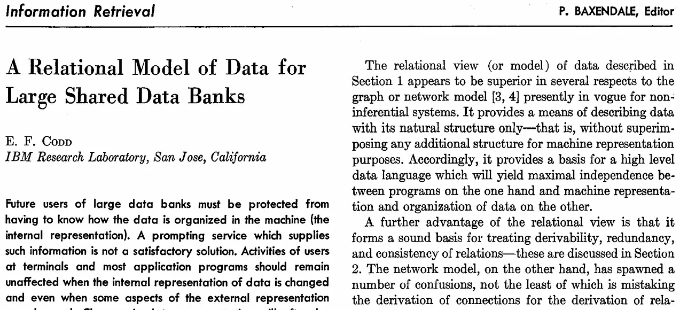 Information Retrieval
P. BAXENDALE, Editor
A Relational Model of Data for
Large Shared Data Banks
E. F. CODD
IBM Research Laboratory, San Jose, California
Future users of large data banks must be protected from
having to know how the data is organized in the machine (the
internal representation). A prompting service which supplies
such information is not a satisfactory solution. Activities of users
at terminals and most application programs should remain
unaffected when the internal representation of data is changed
and even when some aspects of the external representation
The relational view (or model) of data described in
Section 1 appears to be superior in several respects to the
graph or network model [3, 4] presently in vogue for non-
inferential systems. It provides a means of describing data
with its natural structure only—that is, without superim-
posing any additional structure for machine representation
purposes. Accordingly, it provides a basis for a high level
data language which will yield maximal independence be-
tween programs on the one hand and machine representa-
tion and organization of data on the other.
A further advantage of the relational view is that it
forms a sound basis for treating derivability, redundancy,
and consistency of relations—these are discussed in Section
2. The network model, on the other hand, has spawned a
number of confusions, not the least of which is mistaking
the derivation of connections for the derivation of rela-